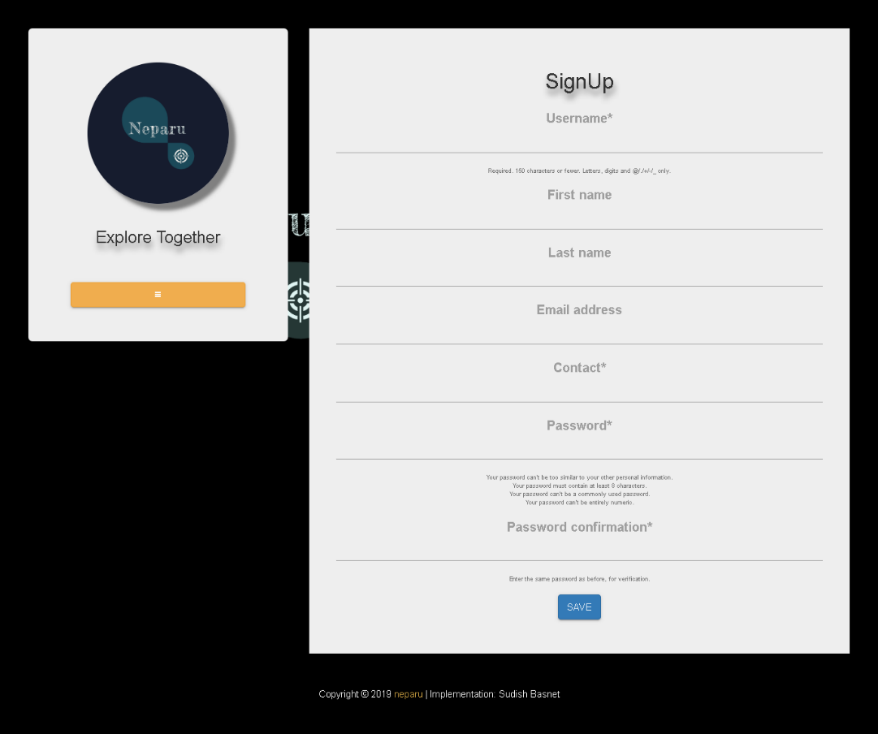 Neparu
Explore Together
SignUp
Username*
Required. 150 characters or fewer. Letters, digits and @/./+/-/_ only.
First name
Last name
Email address
Contact*
Password*
Your password can't be too similar to your other personal information.
Your password must contain at least 8 characters.
Your password can't be a commonly used password.
Your password can't be entirely numeric.
Password confirmation*
Enter the same password as before, for verification.
SAVE
Copyright © 2019 neparu | Implementation: Sudish Basnet